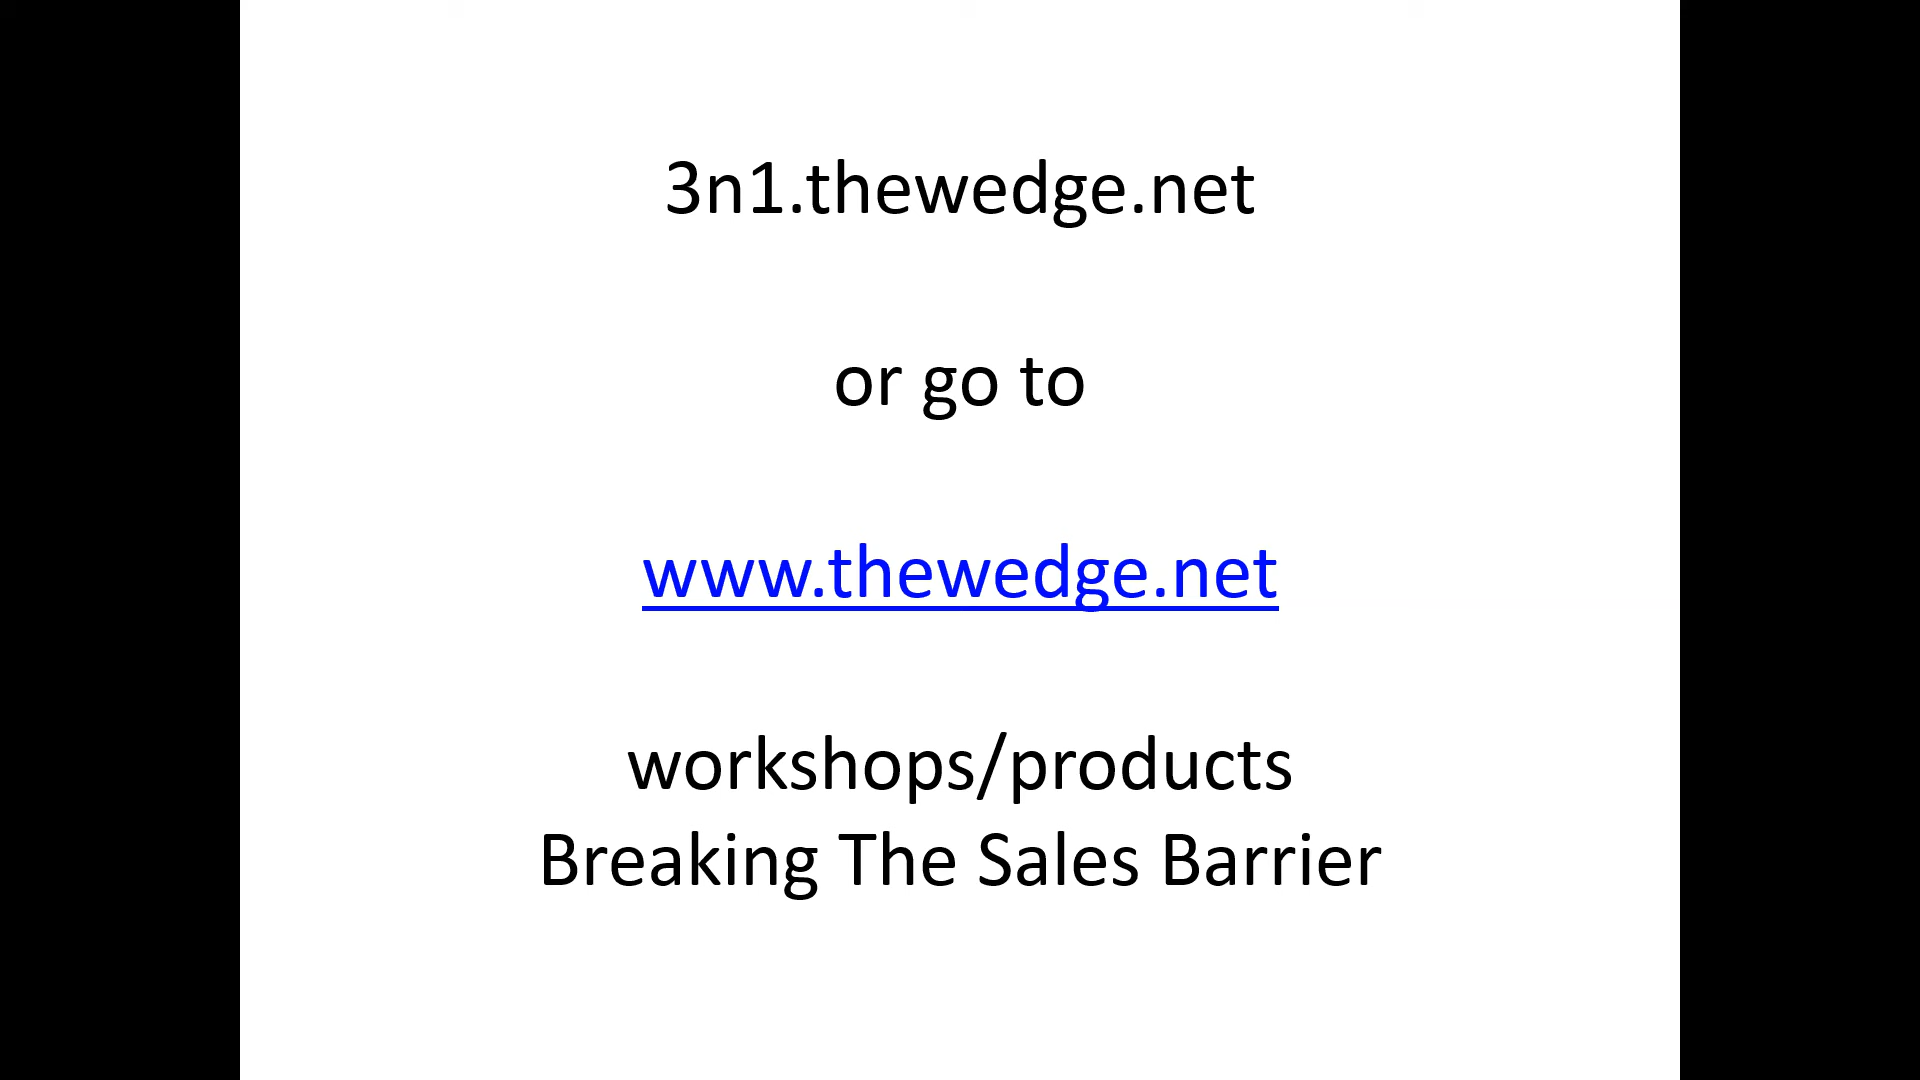 3n1.thewedge.net
or go to
www.thewedge.net
workshops/products
Breaking The Sales Barrier